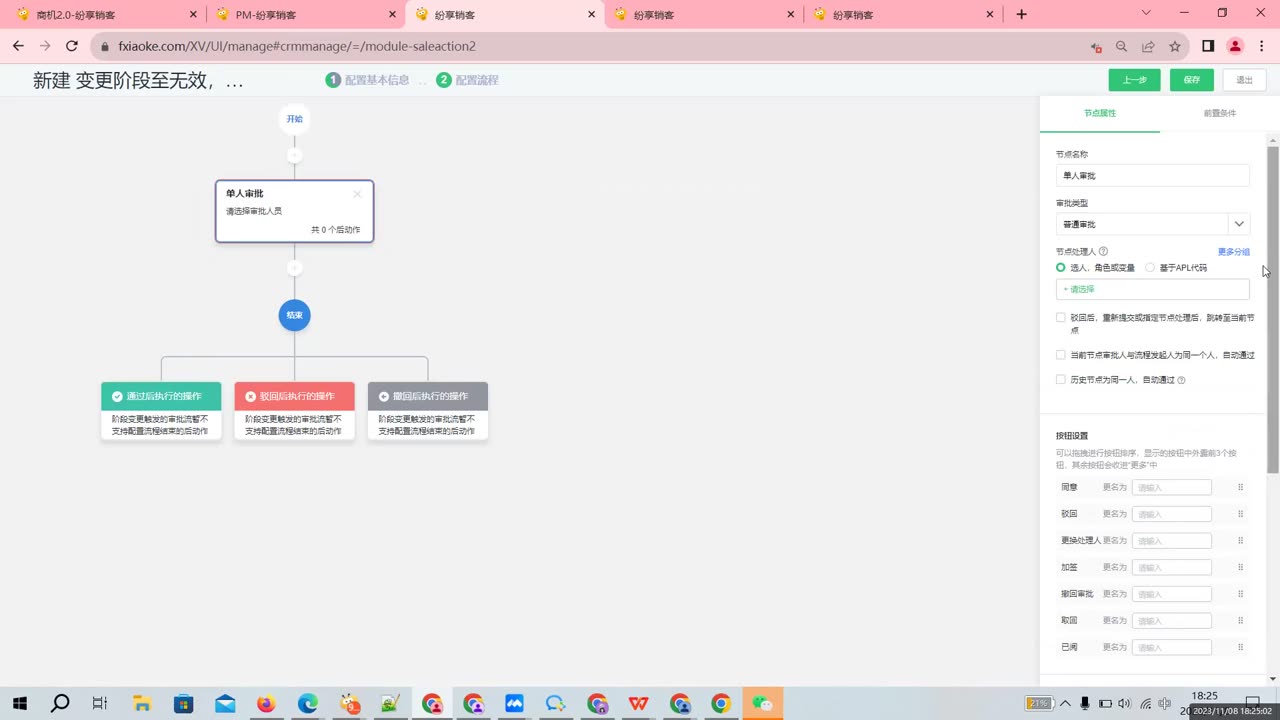 商机2.0-纷享销客
PM-纷享销客
纷享销客
纷享销客
纷享销客
fxiaoke.com/XV/UI/manage#crmmanage/=/module-saleaction2
新建 变更阶段至无效，...
1 配置基本信息 ..
2 配置流程
上一步
保存
退出
开始
单人审批
请选择审批人员
共 0 个后动作
结束
通过后执行的操作
阶段变更触发的审批流暂不
支持配置流程结束的后动作
驳回后执行的操作
阶段变更触发的审批流暂不
支持配置流程结束的后动作
撤回后执行的操作
阶段变更触发的审批流暂不
支持配置流程结束的后动作
节点属性
前置条件
节点名称
单人审批
审批类型
普通审批
节点处理人
更多分组
选人、角色或变量
基于APL代码
+ 请选择
驳回后，重新提交或指定节点处理后，跳转至当前节
点
当前节点审批人与流程发起人为同一个人，自动通过
历史节点为同一人，自动通过
按钮设置
可以拖拽进行按钮排序，显示的按钮中外露前3个按
钮，其余按钮会收进“更多”中
同意 更名为 请输入
驳回 更名为 请输入
更换处理人 更名为 请输入
加签 更名为 请输入
撤回审批 更名为 请输入
取回 更名为 请输入
已阅 更名为 请输入
21%
18:25
2023/11/08 18:25:02